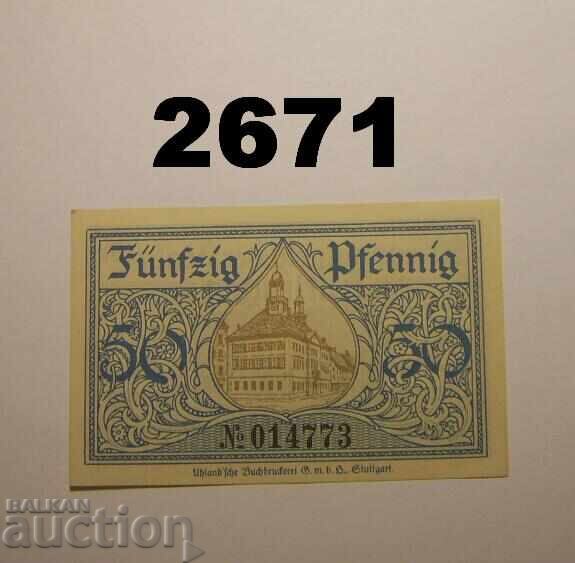 2671
Fünfzig Pfennig
50 50
№ 014773
Uhland'sche Buchdruckerei G. m. b. H., Stuttgart.
BALKAN
auction